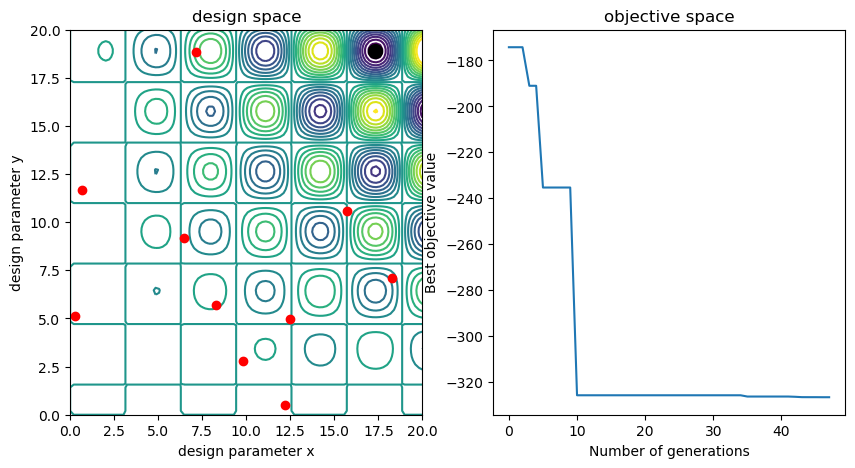 design space
20.0
17.5
15.0
12.5
10.0
7.5
5.0
2.5
0.0
design parameter y
0.0 2.5 5.0 7.5 10.0 12.5 15.0 17.5 20.0
design parameter x
objective space
−180
−200
−220
−240
−260
−280
−300
−320
Best objective value
0 10 20 30 40
Number of generations